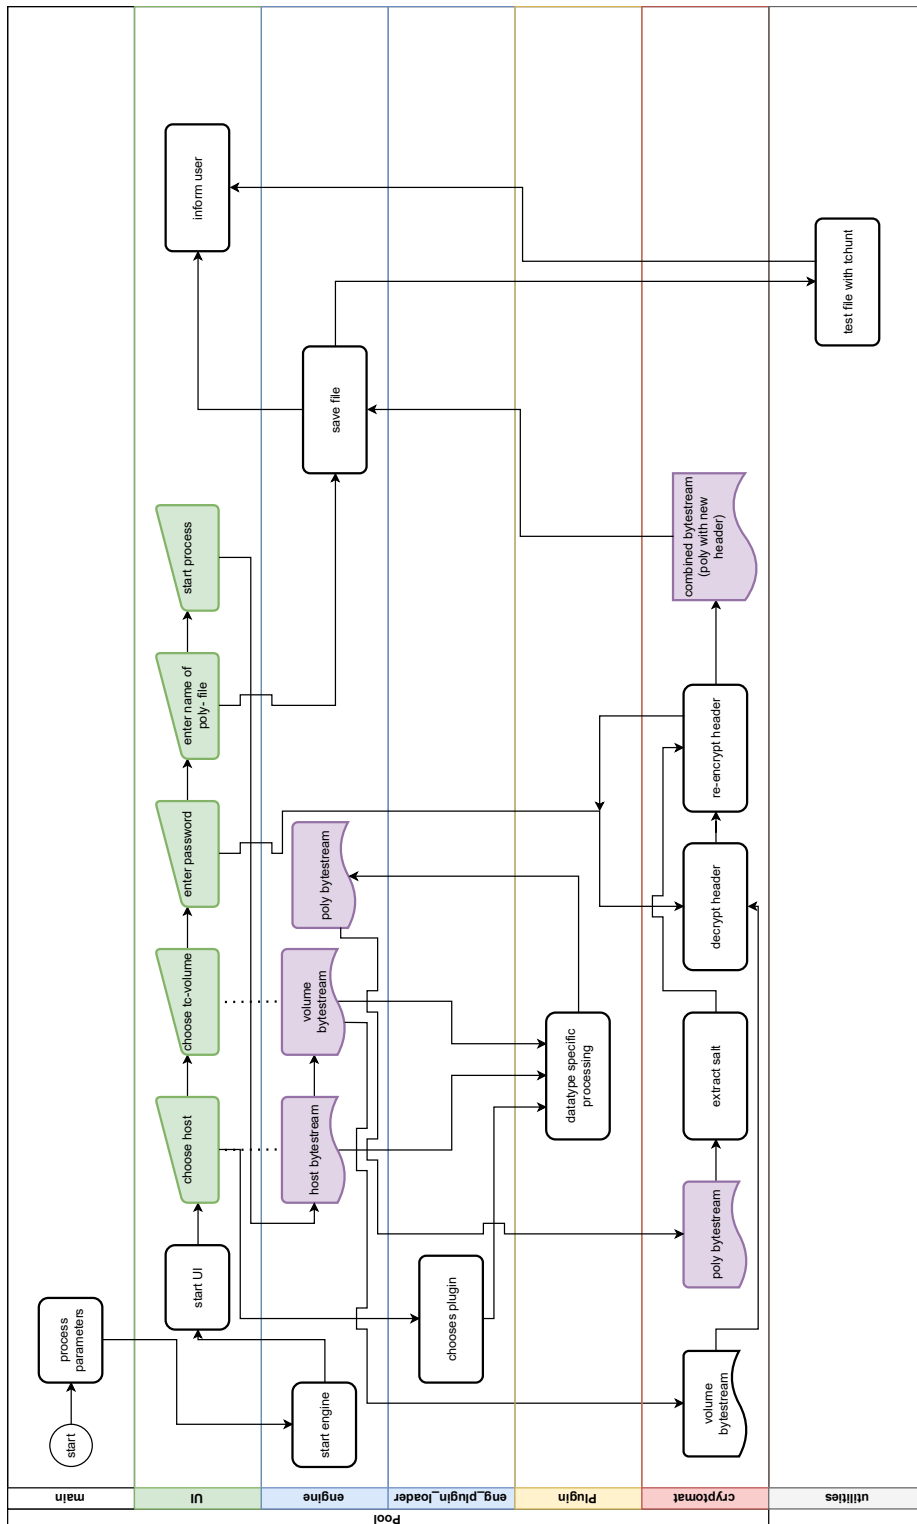 Pool
main
UI
engine
eng_plugin_loader
Plugin
cryptomat
utilities
start
process
parameters
start engine
start UI
choose host
choose tc-volume
enter password
enter name of
poly- file
start process
host bytestream
volume
bytestream
poly bytestream
chooses plugin
datatype specific
processing
volume
bytestream
poly bytestream
extract salt
decrypt header
re-encrypt header
combined bytestream
(poly with new
header)
save file
inform user
test file with tchunt